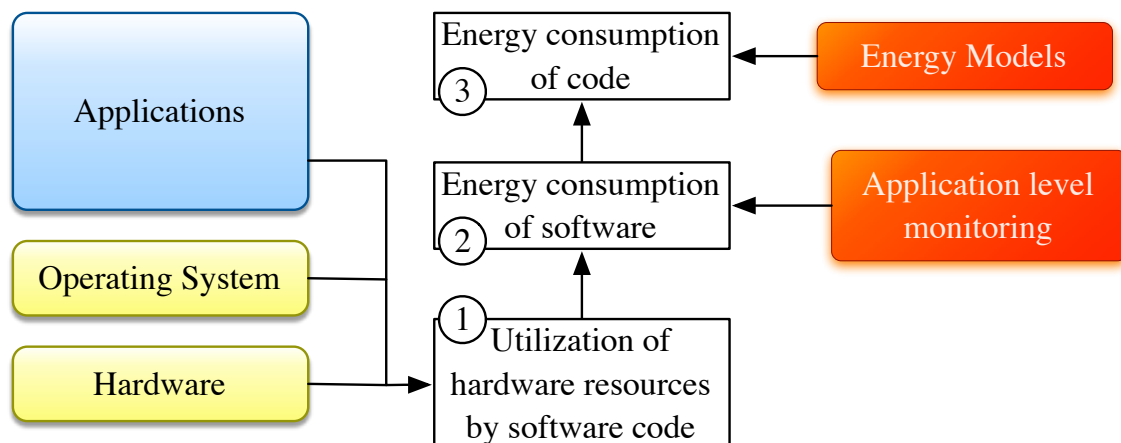 Applications
Operating System
Hardware
Energy consumption
of code
3
Energy consumption
of software
2
1
Utilization of
hardware resources
by software code
Energy Models
Application level
monitoring